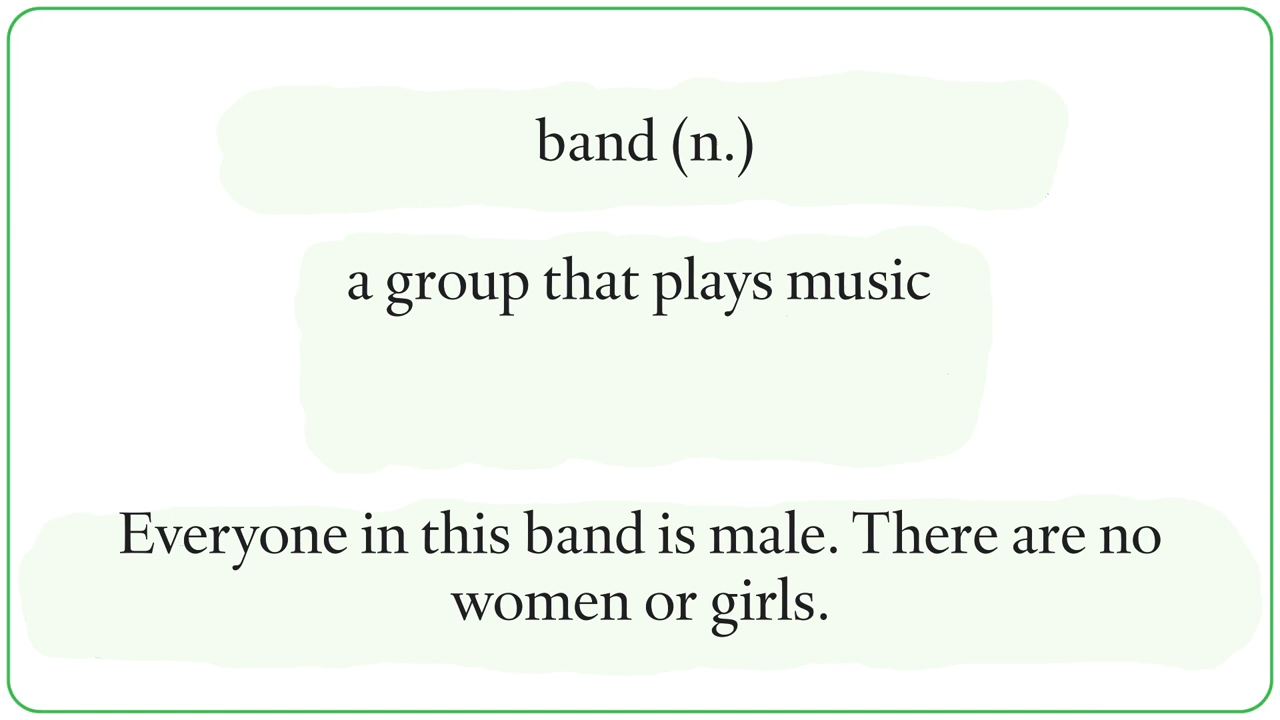 band (n.)
a group that plays music
Everyone in this band is male. There are no
women or girls.